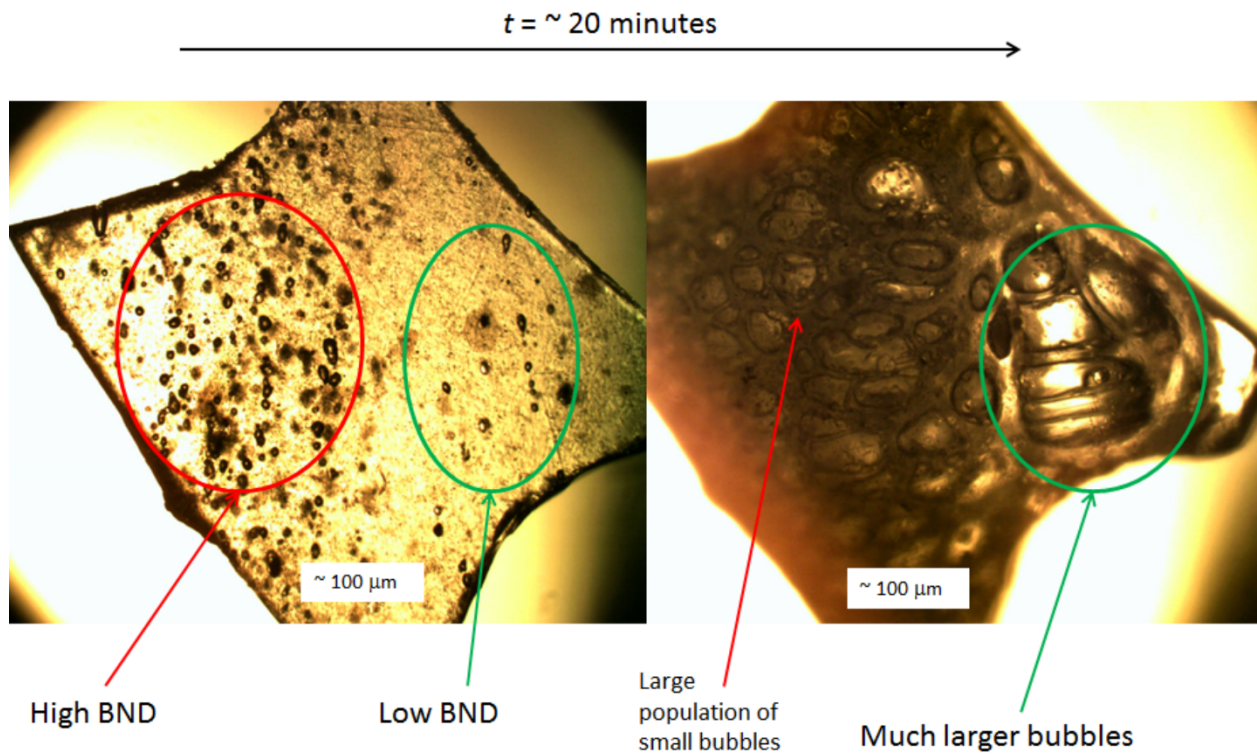 t = ~ 20 minutes
~ 100 μm
~ 100 μm
High BND
Low BND
Large
population of
small bubbles
Much larger bubbles